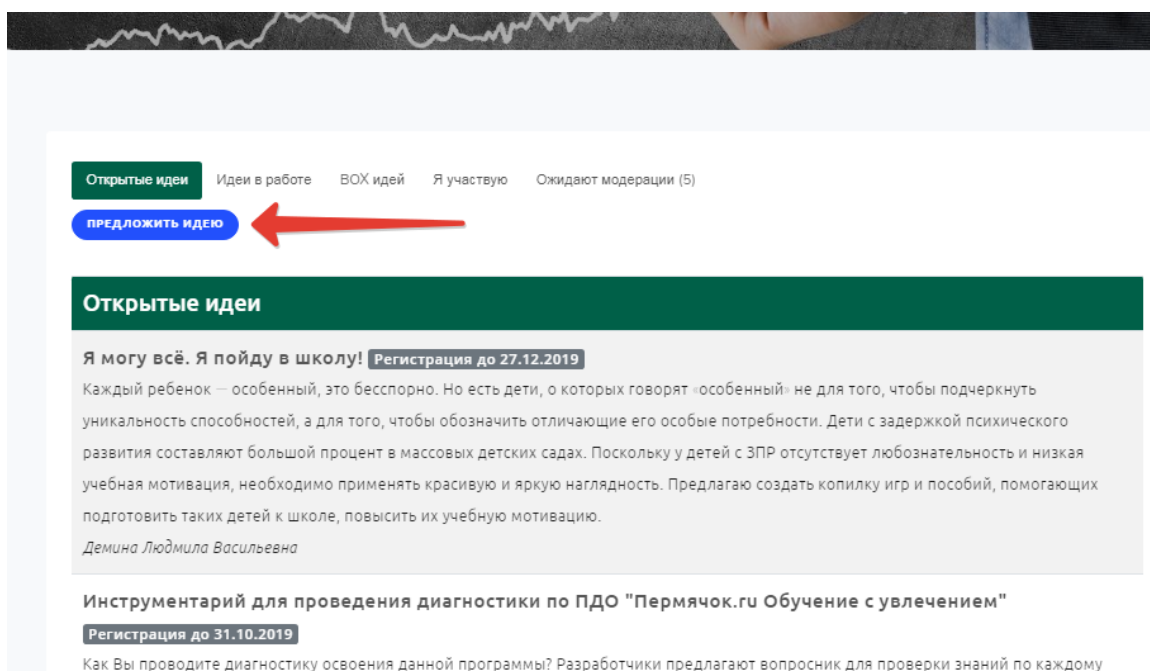 Открытые идеи Идеи в работе BOX идей Я участвую Ожидают модерации (5)
ПРЕДЛОЖИТЬ ИДЕЮ
Открытые идеи
Я могу всё. Я пойду в школу! Регистрация до 27.12.2019
Каждый ребенок — особенный, это бесспорно. Но есть дети, о которых говорят «особенный» не для того, чтобы подчеркнуть
уникальность способностей, а для того, чтобы обозначить отличающие его особые потребности. Дети с задержкой психического
развития составляют большой процент в массовых детских садах. Поскольку у детей с ЗПР отсутствует любознательность и низкая
учебная мотивация, необходимо применять красивую и яркую наглядность. Предлагаю создать копилку игр и пособий, помогающих
подготовить таких детей к школе, повысить их учебную мотивацию.
Демина Людмила Васильевна
Инструментарий для проведения диагностики по ПДО "Пермячок.ru Обучение с увлечением"
Регистрация до 31.10.2019
Как Вы проводите диагностику освоения данной программы? Разработчики предлагают вопросник для проверки знаний по каждому